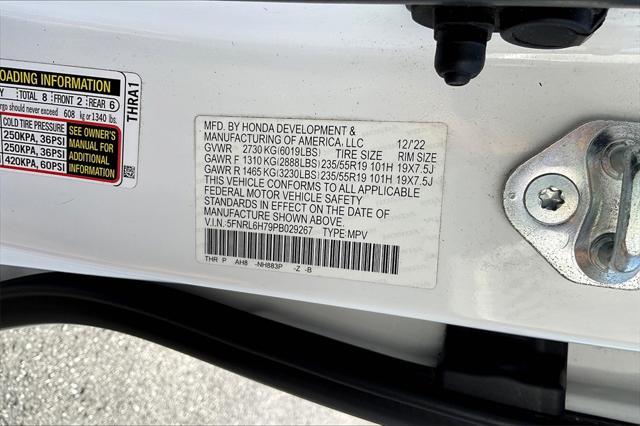 OADING INFORMATION
Y TOTAL 8 FRONT 2 REAR 6
rgo should never exceed 608 kg or 1340 lbs.
COLD TIRE PRESSURE
250KPA, 36PSI
250KPA, 36PSI
420KPA, 60PSI
SEE OWNER'S
MANUAL FOR
ADDITIONAL
INFORMATION
THRA1
MFD. BY HONDA DEVELOPMENT &
MANUFACTURING OF AMERICA, LLC 12/'22
GVWR 2730 KG(6019LBS) TIRE SIZE RIM SIZE
GAWR F 1310 KG(2888LBS) 235/55R19 101H 19X7.5J
GAWR R 1465 KG(3230LBS) 235/55R19 101H 19X7.5J
THIS VEHICLE CONFORMS TO ALL APPLICABLE
FEDERAL MOTOR VEHICLE SAFETY
STANDARDS IN EFFECT ON THE DATE OF
MANUFACTURE SHOWN ABOVE.
V.I.N. 5FNRL6H79PB029267 TYPE:MPV
THR P AH8 -NH883P -Z -B